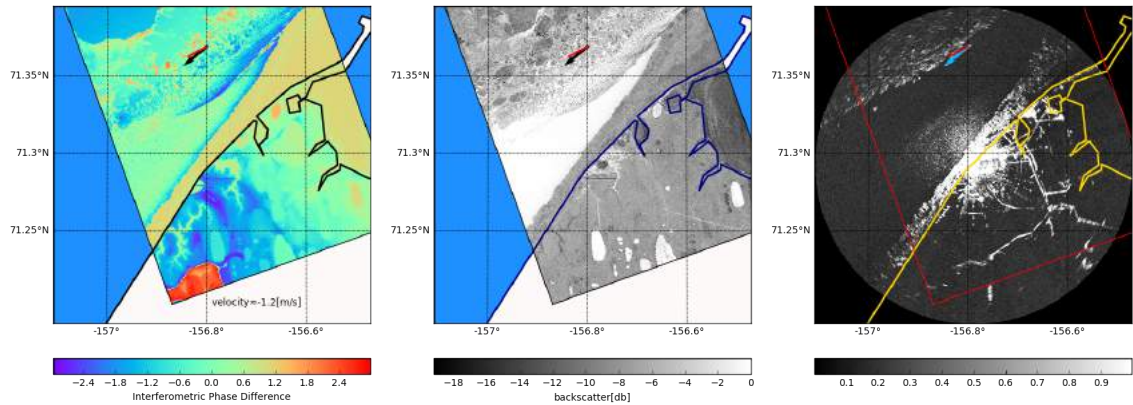 71.35°N
71.3°N
71.25°N
velocity=-1.2[m/s]
-157 -156.8 -156.6
−2.4 −1.8 −1.2 −0.6 0.0 0.6 1.2 1.8 2.4
Interferometric Phase Difference
71.35°N
71.3°N
71.25°N
-157 -156.8 -156.6
−18 −16 −14 −12 −10 −8 −6 −4 −2 0
backscatter[db]
71.35°N
71.3°N
71.25°N
-157 -156.8 -156.6
0.1 0.2 0.3 0.4 0.5 0.6 0.7 0.8 0.9